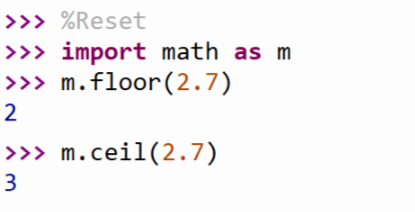 >>> %Reset
>>> import math as m
>>> m.floor(2.7)
2
>>> m.ceil(2.7)
3